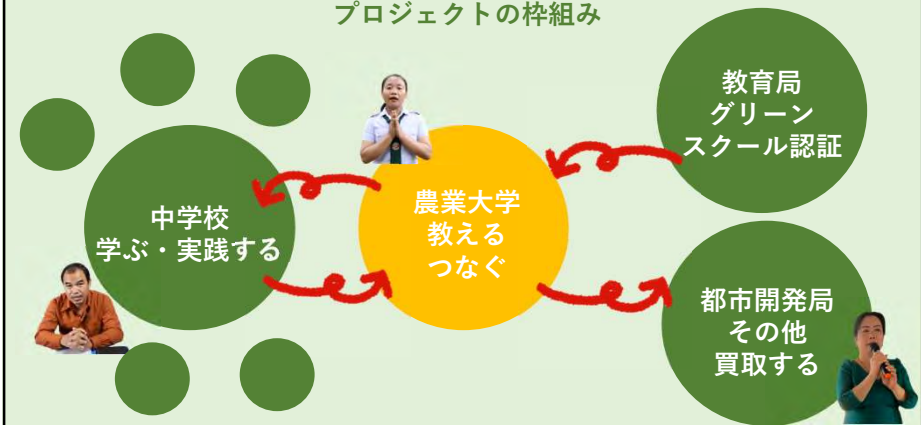 プロジェクトの枠組み
中学校
学ぶ・実践する
農業大学
教える
つなぐ
教育局
グリーン
スクール認証
都市開発局
その他
買取する